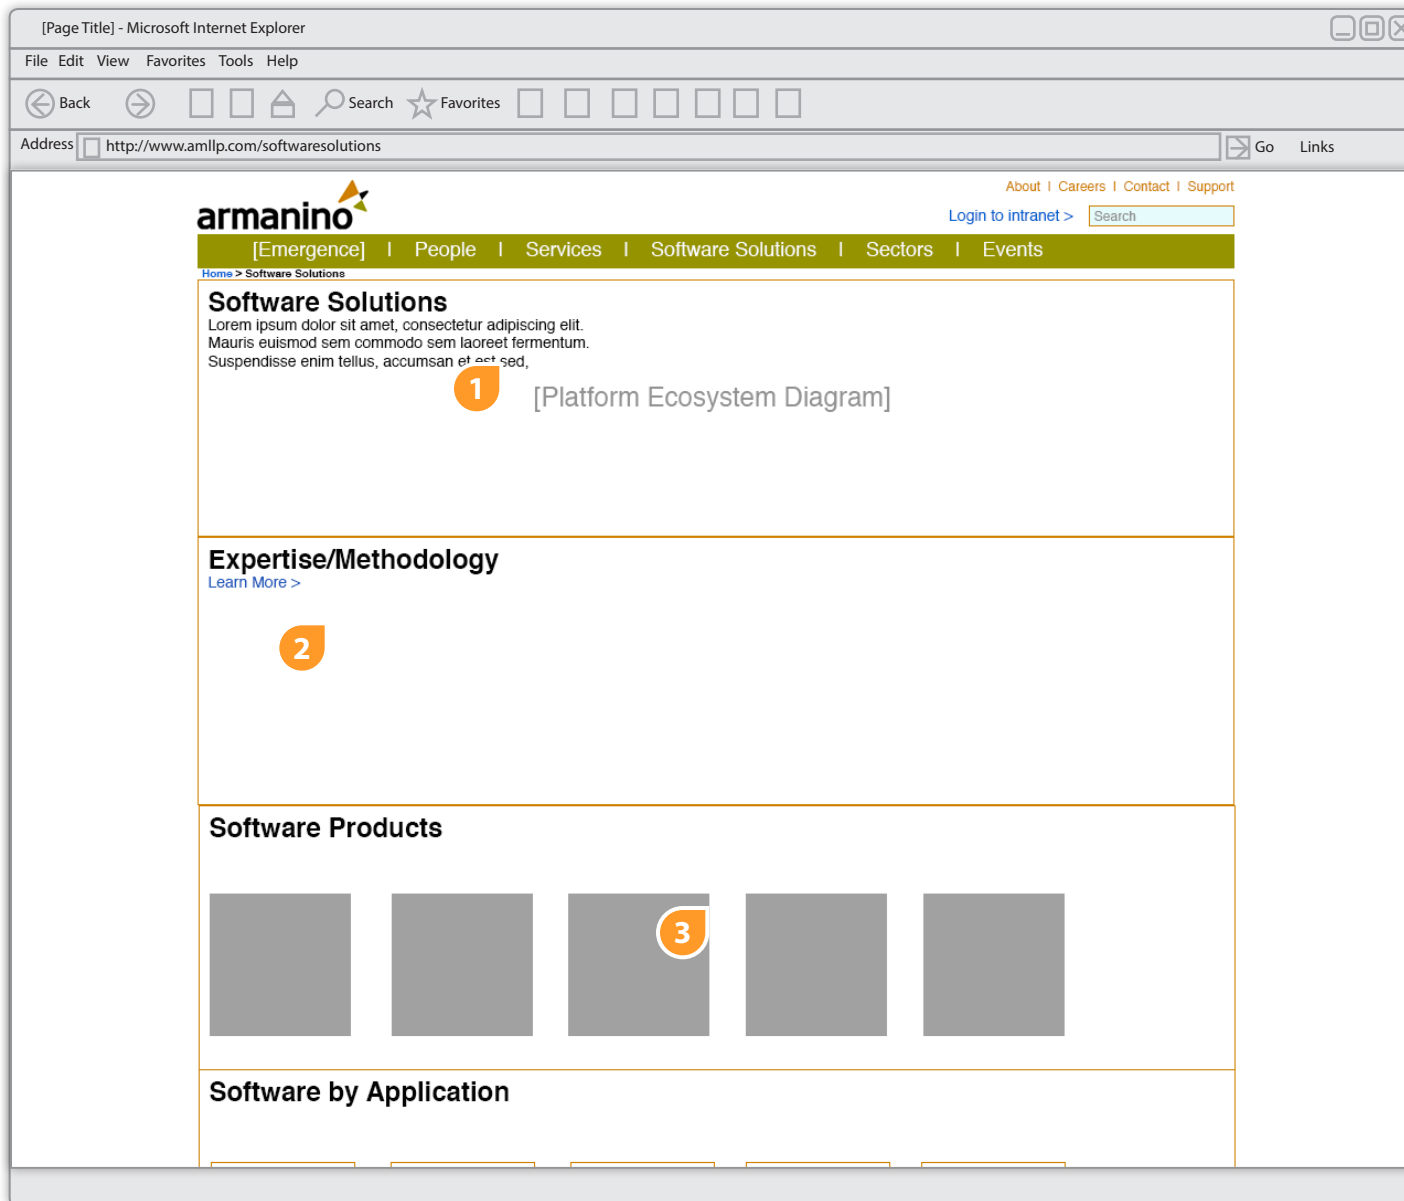 [Page Title] - Microsoft Internet Explorer
File Edit View Favorites Tools Help
Back Search Favorites
Address http://www.amllp.com/softwaresolutions Go Links
armanino
About | Careers | Contact | Support
Login to intranet > Search
[Emergence] | People | Services | Software Solutions | Sectors | Events
Home > Software Solutions
Software Solutions
Lorem ipsum dolor sit amet, consectetur adipiscing elit.
Mauris euismod sem commodo sem laoreet fermentum.
Suspendisse enim tellus, accumsan et est sed,
1
[Platform Ecosystem Diagram]
Expertise/Methodology
Learn More >
2
Software Products
3
Software by Application